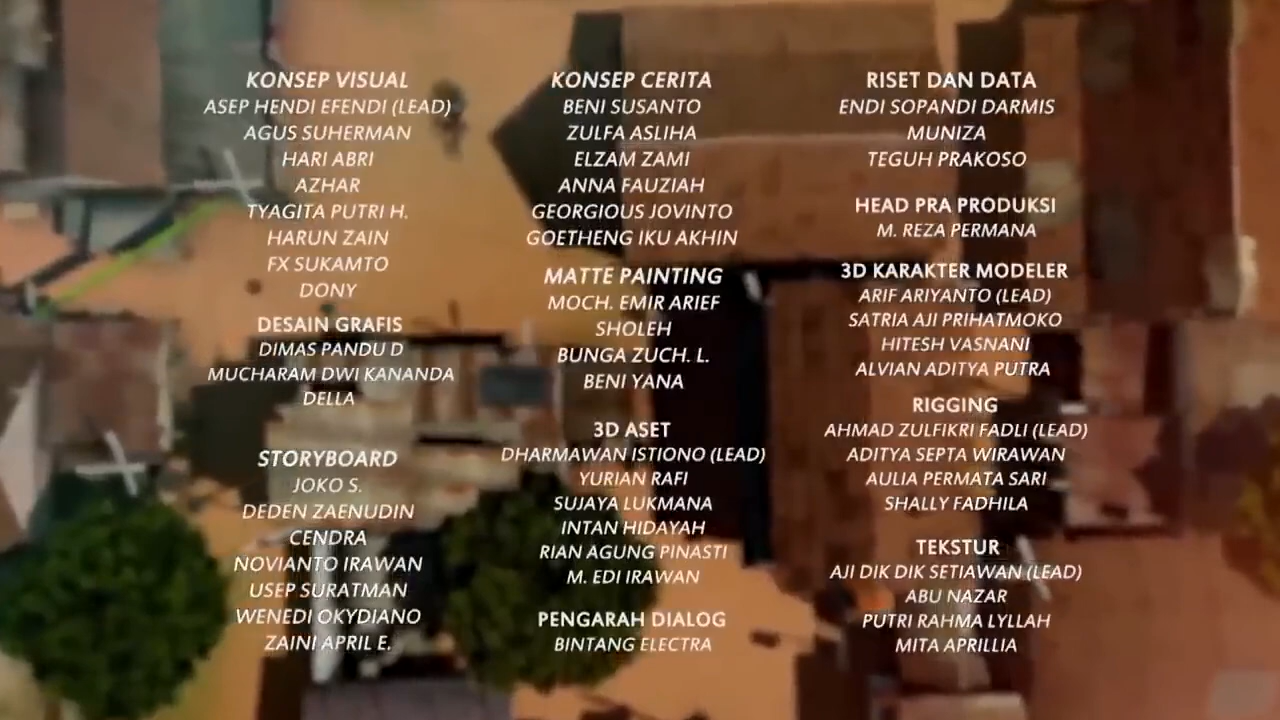 KONSEP VISUAL
ASEP HENDI EFENDI (LEAD)
AGUS SUHERMAN
HARI ABRI
AZHAR
TYAGITA PUTRI H.
HARUN ZAIN
FX SUKAMTO
DONY
DESAIN GRAFIS
DIMAS PANDU D
MUCHARAM DWI KANANDA
DELLA
STORYBOARD
JOKO S.
DEDEN ZAENUDIN
CENDRA
NOVIANTO IRAWAN
USEP SURATMAN
WENEDI OKYDIANO
ZAINI APRIL E.
KONSEP CERITA
BENI SUSANTO
ZULFA ASLIHA
ELZAM ZAMI
ANNA FAUZIAH
GEORGIOUS JOVINTO
GOETHENG IKU AKHIN
MATTE PAINTING
MOCH. EMIR ARIEF
SHOLEH
BUNGA ZUCH. L.
BENI YANA
3D ASET
DHARMAWAN ISTIONO (LEAD)
YURIAN RAFI
SUJAYA LUKMANA
INTAN HIDAYAH
RIAN AGUNG PINASTI
M. EDI IRAWAN
PENGARAH DIALOG
BINTANG ELECTRA
RISET DAN DATA
ENDI SOPANDI DARMIS
MUNIZA
TEGUH PRAKOSO
HEAD PRA PRODUKSI
M. REZA PERMANA
3D KARAKTER MODELER
ARIF ARIYANTO (LEAD)
SATRIA AJI PRIHATMOKO
HITESH VASNANI
ALVIAN ADITYA PUTRA
RIGGING
AHMAD ZULFIKRI FADLI (LEAD)
ADITYA SEPTA WIRAWAN
AULIA PERMATA SARI
SHALLY FADHILA
TEKSTUR
AJI DIK DIK SETIAWAN (LEAD)
ABU NAZAR
PUTRI RAHMA LYLLAH
MITA APRILLIA